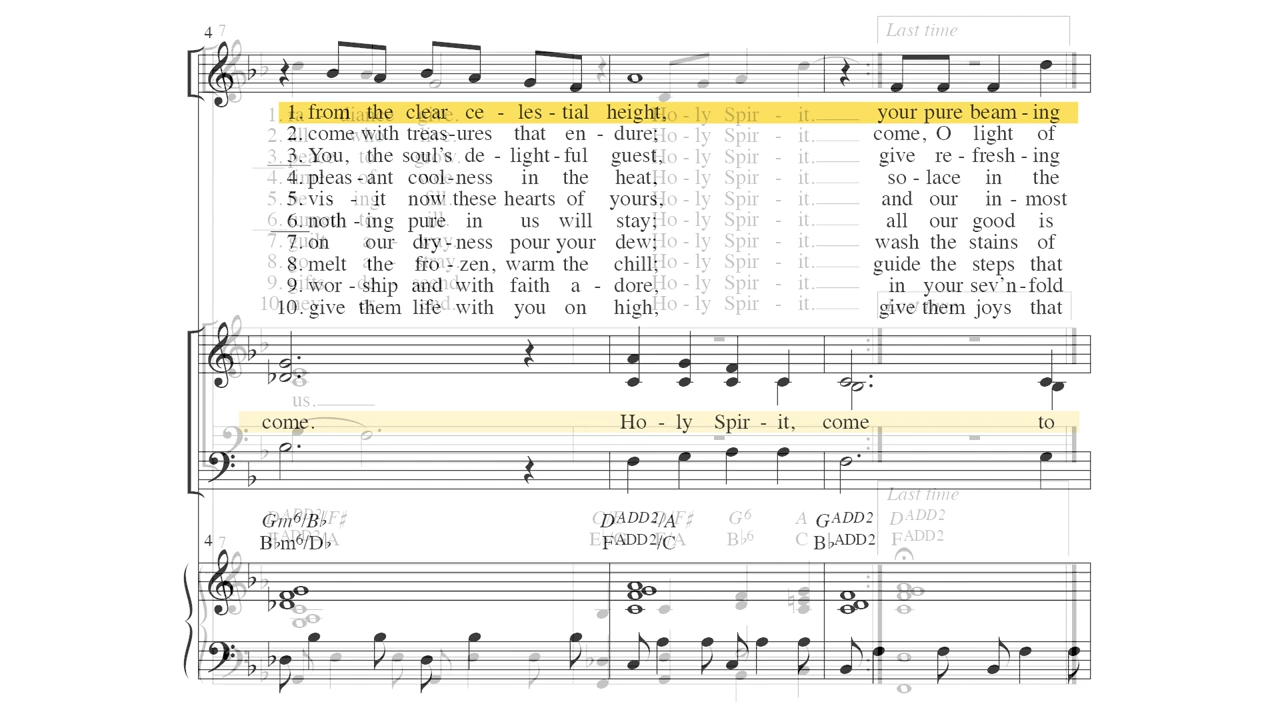 4 7
Last time
1. from the clear ce - les - tial height, your pure beam - ing
2. come with treas - ures that en - dure; come, O light of
3. You, the soul's de - light - ful guest, give re - fresh - ing
4. pleas - ant cool - ness in the heat, so - lace in the
5. vis - it now these hearts of yours, and our in - most
6. noth - ing pure in us will stay; all our good is
7. on our dry - ness pour your dew; wash the stains of
8. melt the fro - zen, warm the chill; guide the steps that
9. wor - ship and with faith a - dore, in your sev'n - fold
10. give them life with you on high, give them joys that
us.
come. Ho - ly Spir - it, come to
Last time
Gm6/B♭ DADD2/A GADD2
B♭m6/D♭ FADD2/C B♭ADD2
G6 A DADD2
B♭6 C FADD2
4 7
Ho - ly Spir - it.
Ho - ly Spir - it.
Ho - ly Spir - it.
Ho - ly Spir - it.
Ho - ly Spir - it.
Ho - ly Spir - it.
Ho - ly Spir - it.
Ho - ly Spir - it.
Ho - ly Spir - it.
Ho - ly Spir - it.